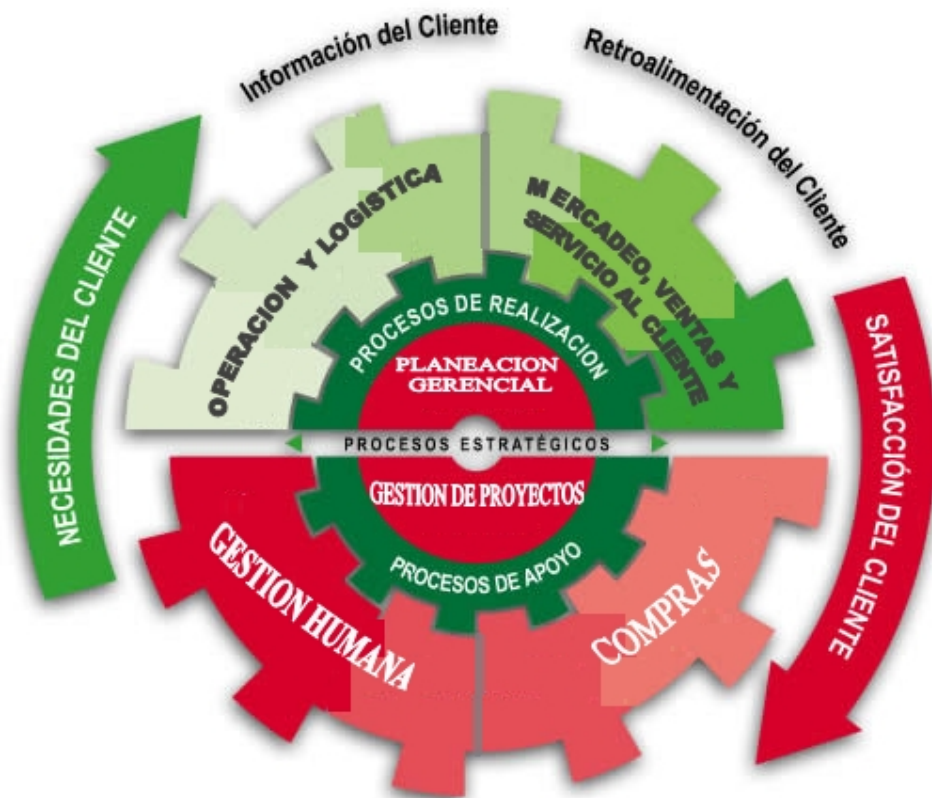 Información del Cliente
Retroalimentación del Cliente
NECESIDADES DEL CLIENTE
OPERACION Y LOGISTICA
MERCADEO, VENTAS Y
SERVICIO AL CLIENTE
SATISFACCIÓN DEL CLIENTE
PROCESOS DE REALIZACION
PLANEACION
GERENCIAL
PROCESOS ESTRATÉGICOS
GESTION DE PROYECTOS
PROCESOS DE APOYO
GESTION HUMANA
COMPRAS